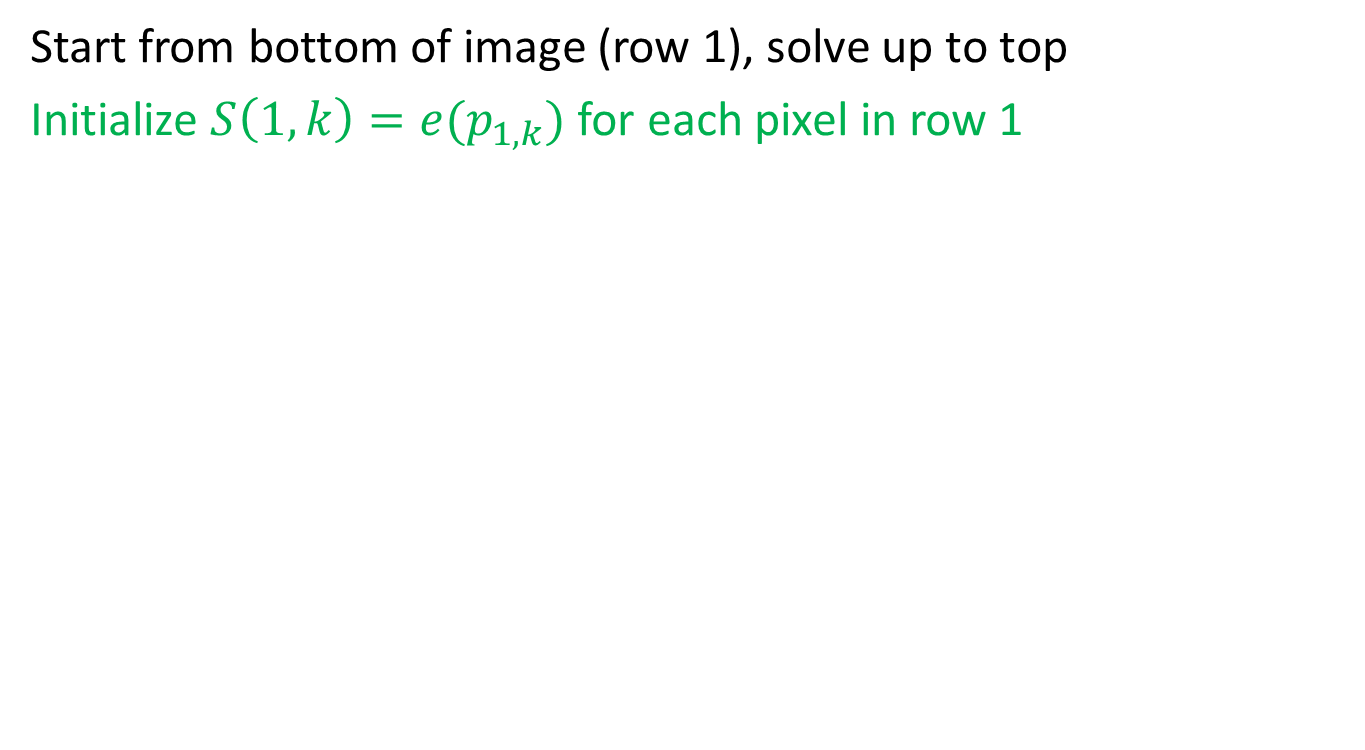 Start from bottom of image (row 1), solve up to top
Initialize 𝑆(1, 𝑘) = 𝑒(𝑝₁,ₖ) for each pixel in row 1